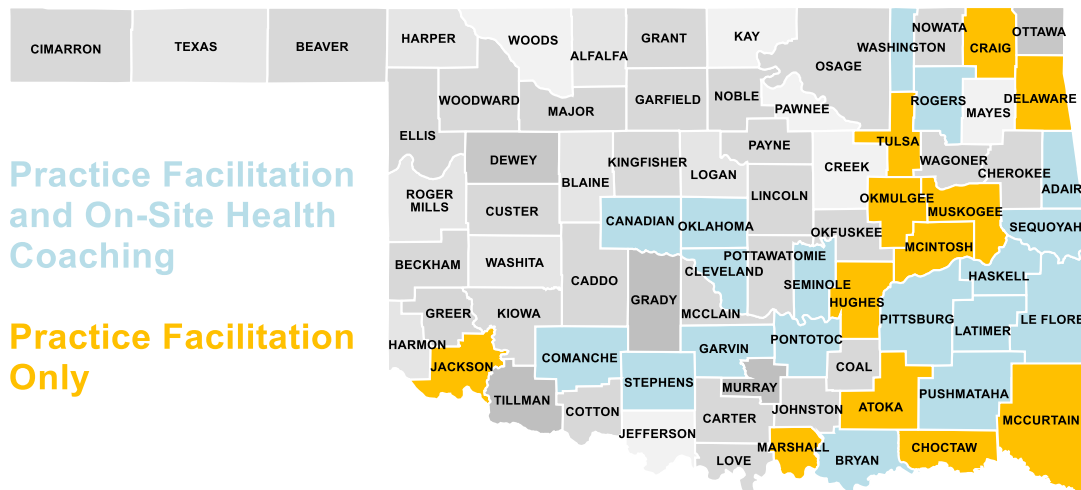 CIMARRON
TEXAS
BEAVER
HARPER
WOODS
ALFALFA
GRANT
KAY
OSAGE
WASHINGTON
NOWATA
CRAIG
OTTAWA
WOODWARD
MAJOR
GARFIELD
NOBLE
PAWNEE
ROGERS
MAYES
DELAWARE
ELLIS
DEWEY
BLAINE
KINGFISHER
LOGAN
PAYNE
CREEK
TULSA
WAGONER
CHEROKEE
ADAIR
Practice Facilitation
and On-Site Health
Coaching
ROGER
MILLS
CUSTER
CANADIAN
OKLAHOMA
LINCOLN
OKFUSKEE
OKMULGEE
MUSKOGEE
SEQUOYAH
BECKHAM
WASHITA
CADDO
GRADY
CLEVELAND
POTTAWATOMIE
SEMINOLE
HUGHES
MCINTOSH
HASKELL
GREER
KIOWA
MCCLAIN
PITTSBURG
LATIMER
LE FLORE
Practice Facilitation
Only
HARMON
JACKSON
COMANCHE
GARVIN
PONTOTOC
COAL
TILLMAN
STEPHENS
MURRAY
JOHNSTON
ATOKA
PUSHMATAHA
COTTON
CARTER
MCCURTAIN
JEFFERSON
LOVE
MARSHALL
BRYAN
CHOCTAW